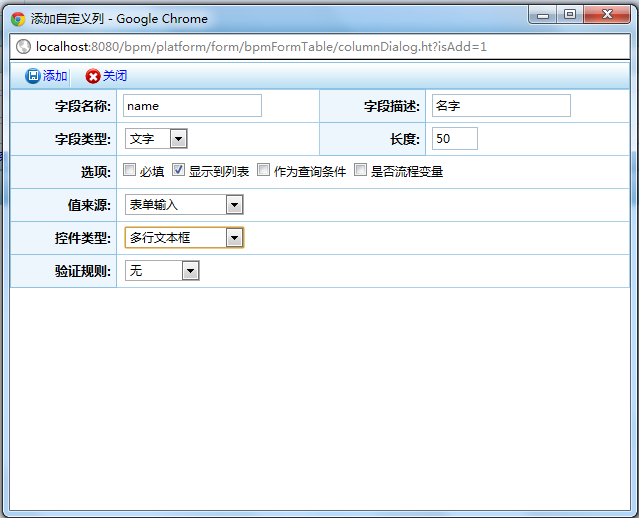 添加自定义列 - Google Chrome
localhost:8080/bpm/platform/form/bpmFormTable/columnDialog.ht?isAdd=1
添加 关闭
字段名称: name 字段描述: 名字
字段类型: 文字 长度: 50
选项: 必填 显示到列表 作为查询条件 是否流程变量
值来源: 表单输入
控件类型: 多行文本框
验证规则: 无